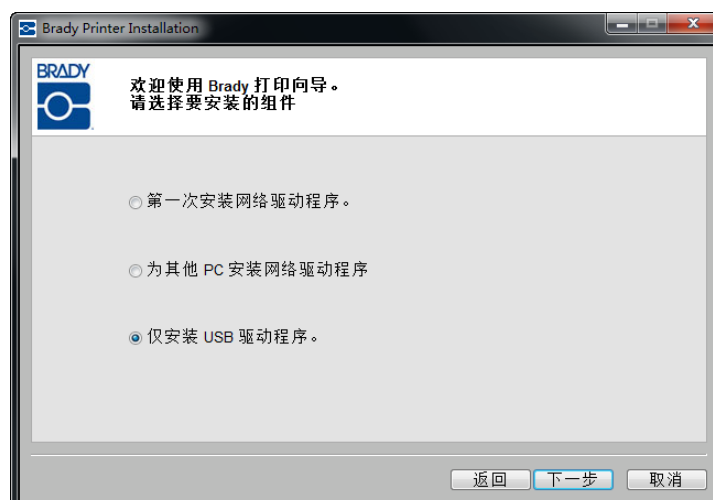 Brady Printer Installation
BRADY
欢迎使用 Brady 打印向导。
请选择要安装的组件
第一次安装网络驱动程序。
为其他 PC 安装网络驱动程序
仅安装 USB 驱动程序。
返回
下一步
取消